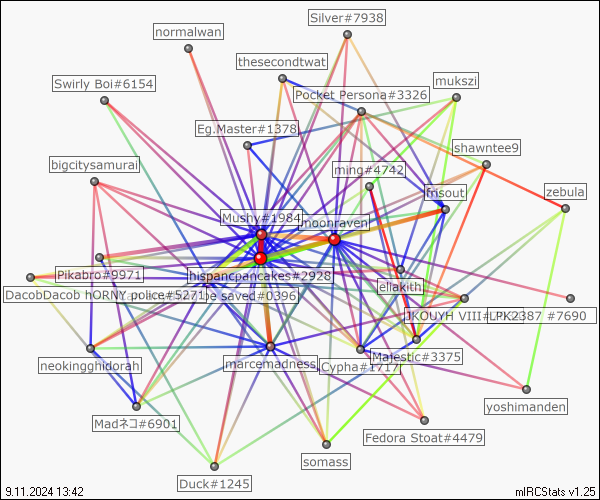 Silver#7938
normalwan
thesecondtwat
mukszi
Swirly Boi#6154
Pocket Persona#3326
Eg.Master#1378
shawntee9
bigcitysamurai
ming#4742
frisout
zebula
Mushy#1984
moonraven
Pikabro#9971
hispancpancakes#2928
ellakith
DacobDacob hORNY police#5271
be saved#0396
JKOUYH VIII
#7690
neokingghidorah
marcemadness
Cypha#1717
Majestic#3375
yoshimanden
Madネコ#6901
Fedora Stoat#4479
somass
Duck#1245
9.11.2024 13:42
mIRCStats v1.25